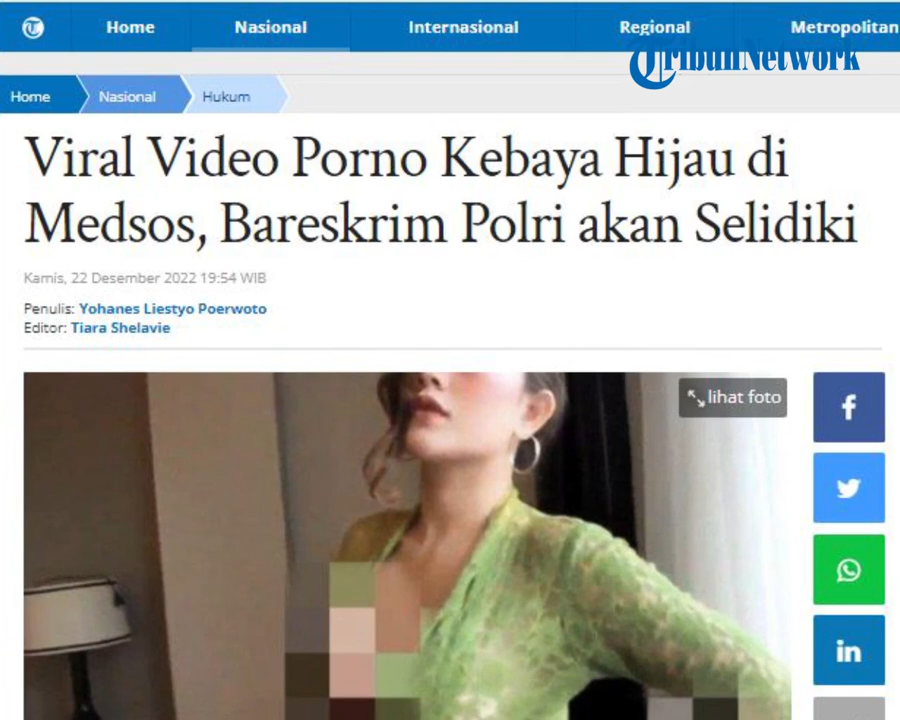 Home Nasional Internasional Regional Metropolitan
TribunNetwork
Home Nasional Hukum
Viral Video Porno Kebaya Hijau di
Medsos, Bareskrim Polri akan Selidiki
Kamis, 22 Desember 2022 19:54 WIB
Penulis: Yohanes Liestyo Poerwoto
Editor: Tiara Shelavie
lihat foto